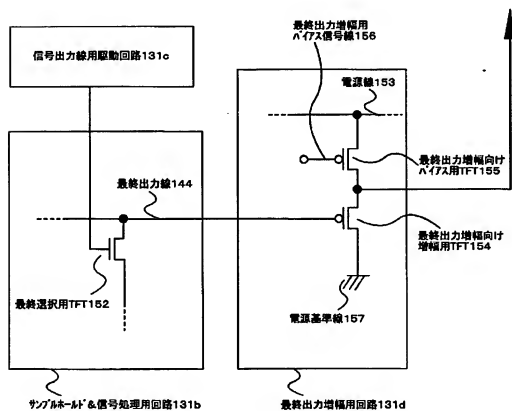 信号出力線用駆動回路131c
最終出力増幅用
バイアス信号線156
電源線153
最終出力増幅向け
バイアス用TFT155
最終出力線144
最終出力増幅向け
増幅用TFT154
最終選択用TFT152
電源基準線157
サンプルホールド&信号処理用回路131b
最終出力増幅用回路131d